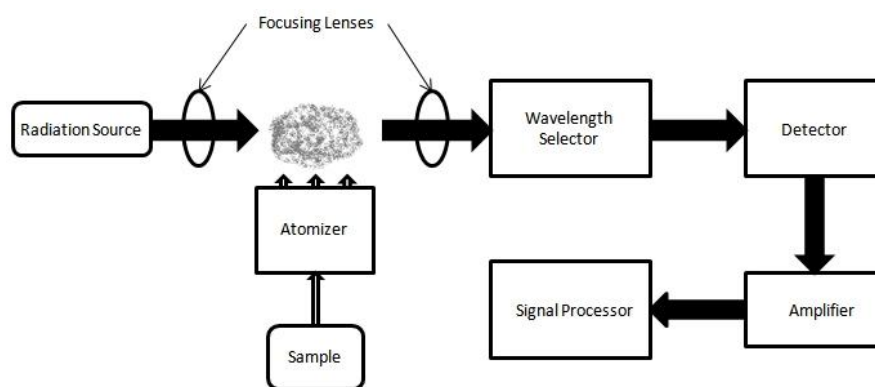 Focusing Lenses
Radiation Source
Wavelength
Selector
Detector
Atomizer
Sample
Signal Processor
Amplifier